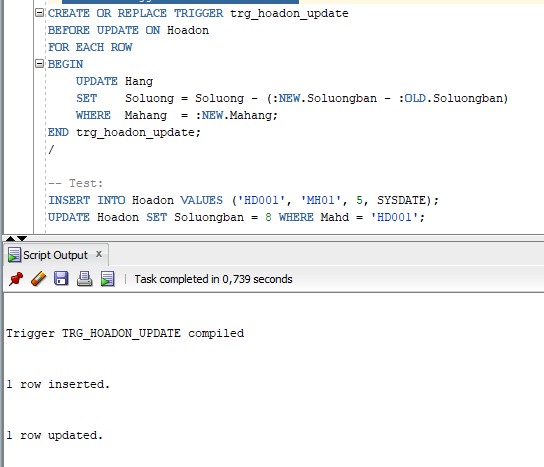 CREATE OR REPLACE TRIGGER trg_hoadon_update
BEFORE UPDATE ON Hoadon
FOR EACH ROW
BEGIN
    UPDATE Hang
    SET    Soluong = Soluong - (:NEW.Soluongban - :OLD.Soluongban)
    WHERE  Mahang  = :NEW.Mahang;
END trg_hoadon_update;
/
-- Test:
INSERT INTO Hoadon VALUES ('HD001', 'MH01', 5, SYSDATE);
UPDATE Hoadon SET Soluongban = 8 WHERE Mahd = 'HD001';
Script Output x
Task completed in 0,739 seconds
Trigger TRG_HOADON_UPDATE compiled
1 row inserted.
1 row updated.